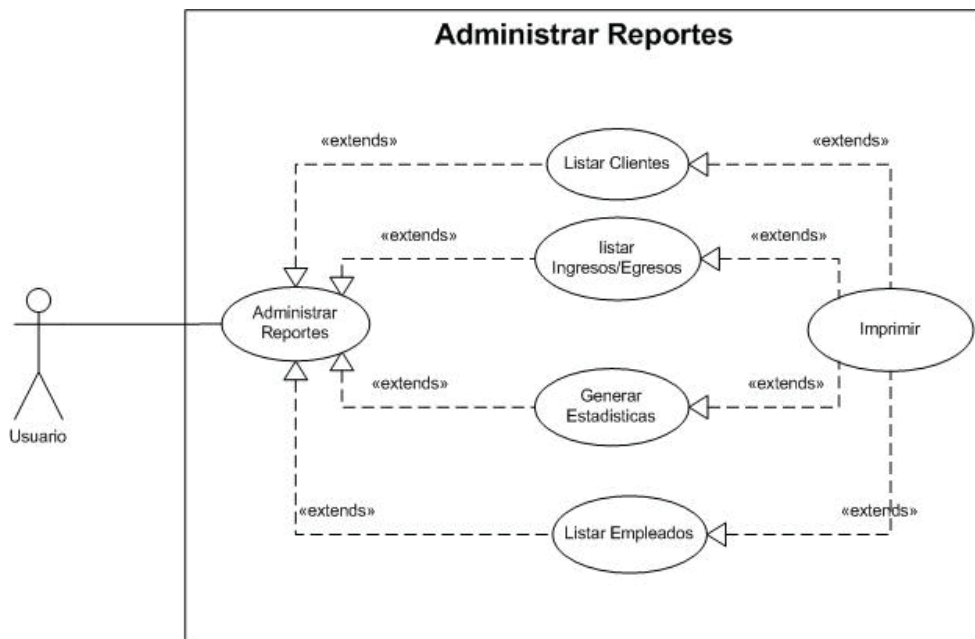 Administrar Reportes
«extends»
«extends»
Listar Clientes
«extends»
«extends»
listar
Ingresos/Egresos
Administrar
Reportes
Imprimir
«extends»
«extends»
Generar
Estadísticas
Usuario
«extends»
«extends»
Listar Empleados